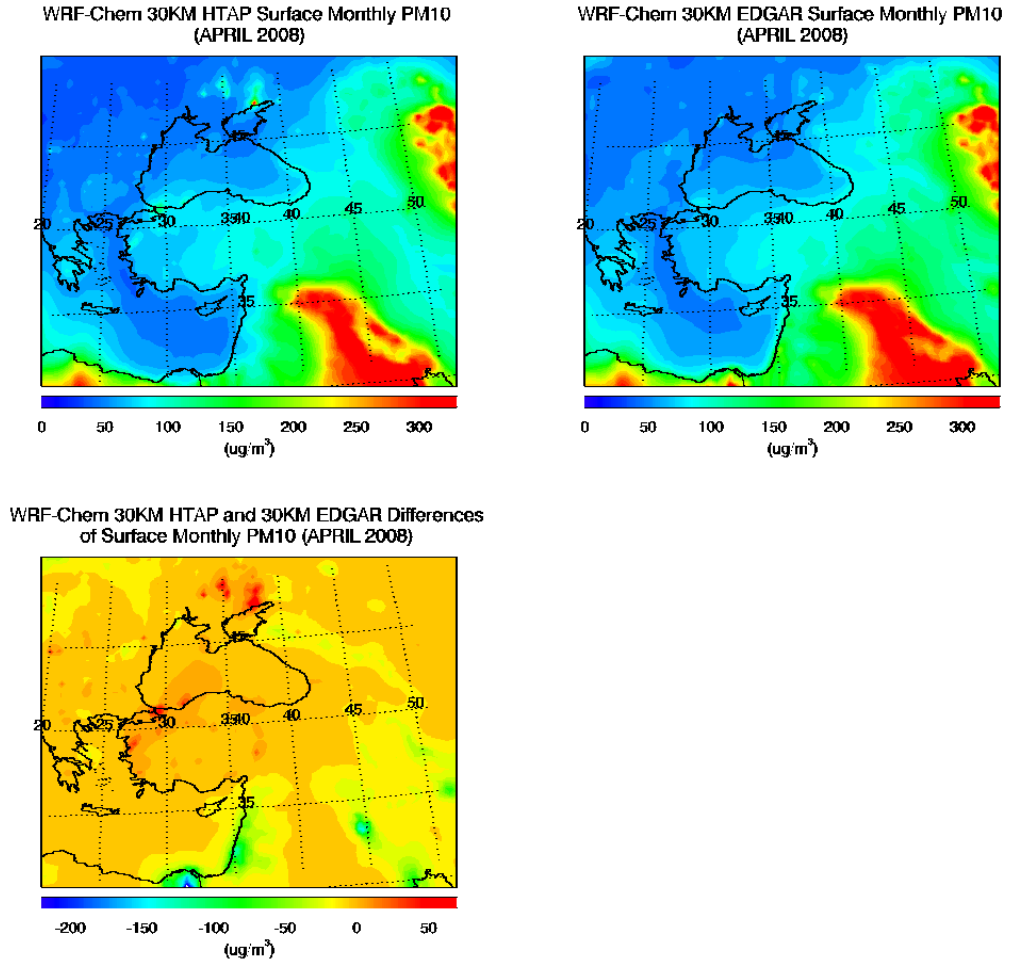 WRF-Chem 30KM HTAP Surface Monthly PM10
(APRIL 2008)
45
20 25 30 35 40 40 45 50
35
0 50 100 150 200 250 300
(ug/m³)
WRF-Chem 30KM EDGAR Surface Monthly PM10
(APRIL 2008)
45
20 25 30 35 40 40 45 50
35
0 50 100 150 200 250 300
(ug/m³)
WRF-Chem 30KM HTAP and 30KM EDGAR Differences
of Surface Monthly PM10 (APRIL 2008)
45
20 25 30 35 40 40 45 50
35
-200 -150 -100 -50 0 50
(ug/m³)